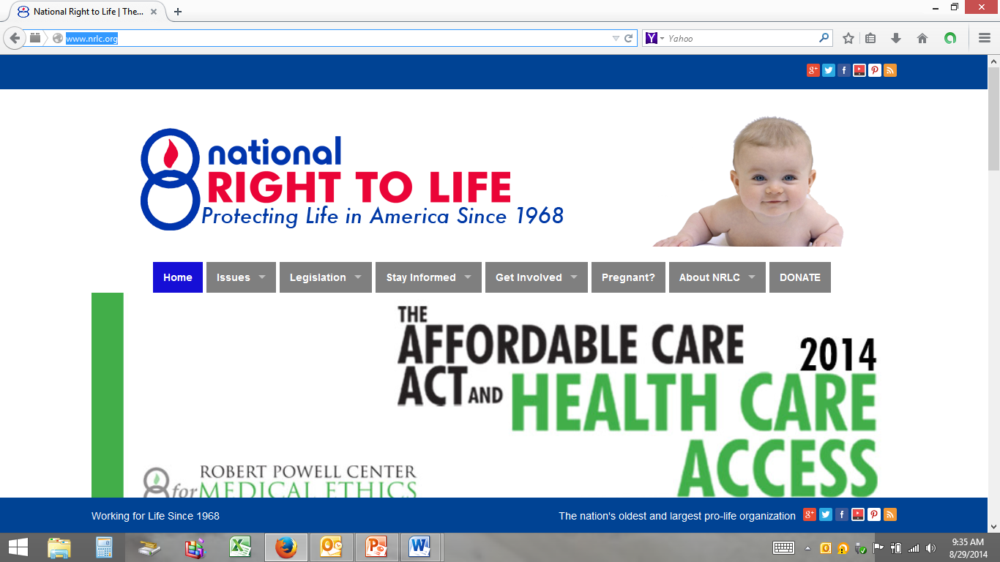 National Right to Life | The...
www.nrlc.org
Yahoo
national
RIGHT TO LIFE
Protecting Life in America Since 1968
Home Issues Legislation Stay Informed Get Involved Pregnant? About NRLC DONATE
THE
AFFORDABLE CARE 2014
ACT AND HEALTH CARE
ACCESS
ROBERT POWELL CENTER
for MEDICAL ETHICS
Working for Life Since 1968 The nation's oldest and largest pro-life organization
9:35 AM
8/29/2014